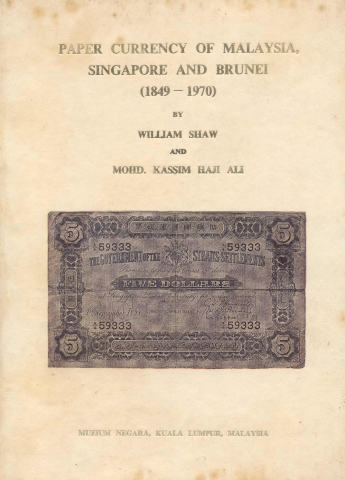 PAPER CURRENCY OF MALAYSIA,
SINGAPORE AND BRUNEI
(1849 – 1970)
BY
WILLIAM SHAW
AND
MOHD. KASSIM HAJI ALI
5 5
59333 59333
THE GOVERNMENT OF THE STRAITS SETTLEMENTS
FIVE DOLLARS
59333 59333
5 5
MUZIUM NEGARA, KUALA LUMPUR, MALAYSIA